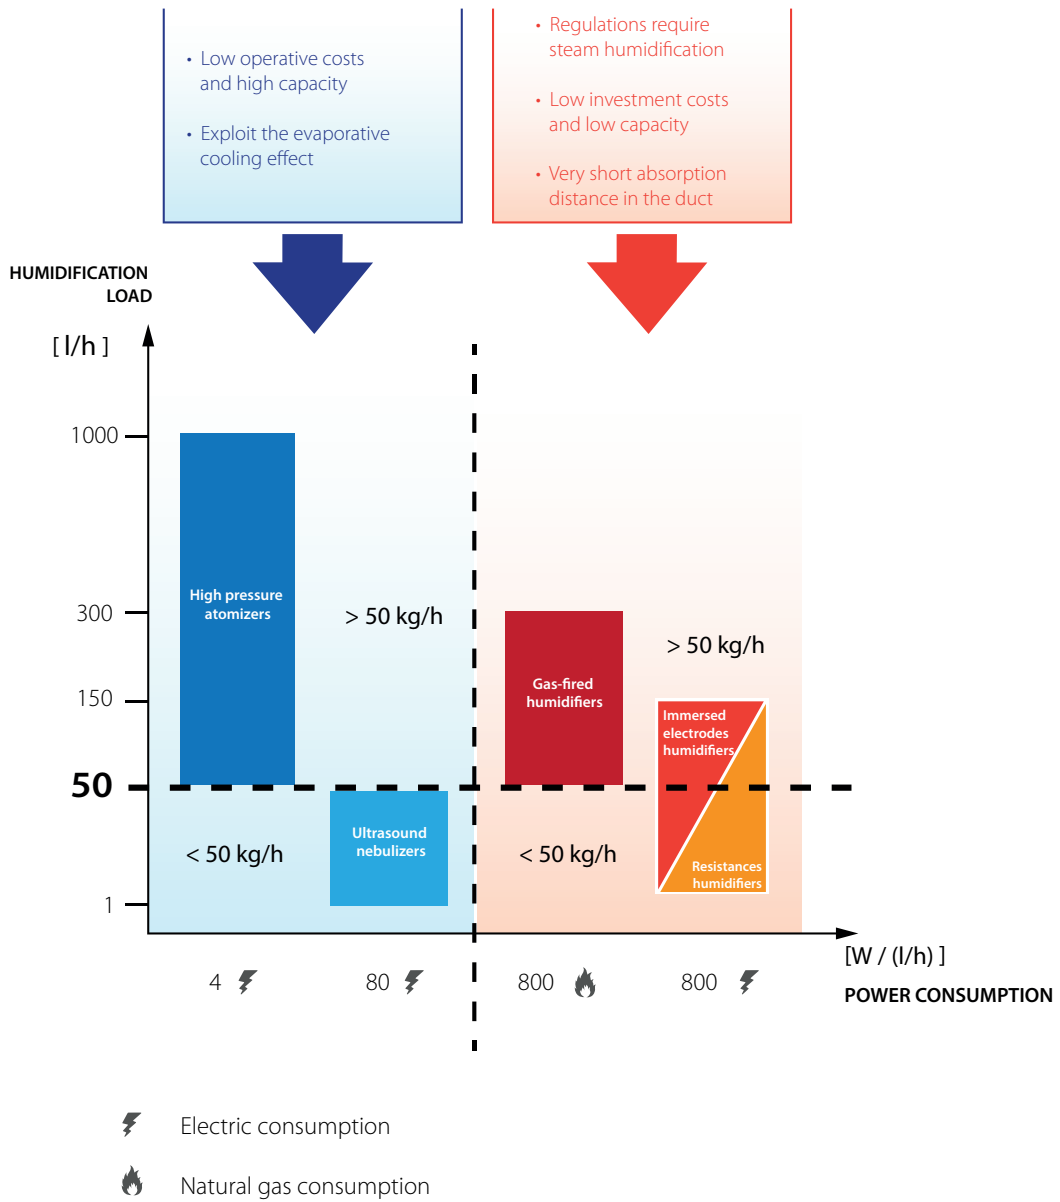 • Low operative costs
and high capacity
• Exploit the evaporative
cooling effect
• Regulations require
steam humidification
• Low investment costs
and low capacity
• Very short absorption
distance in the duct
HUMIDIFICATION
LOAD
[ l/h ]
1000
300
150
50
1
High pressure
atomizers
> 50 kg/h
< 50 kg/h
Ultrasound
nebulizers
Gas-fired
humidifiers
> 50 kg/h
Immersed
electrodes
humidifiers
< 50 kg/h
Resistances
humidifiers
4
80
800
800
[W / (l/h) ]
POWER CONSUMPTION
Electric consumption
Natural gas consumption